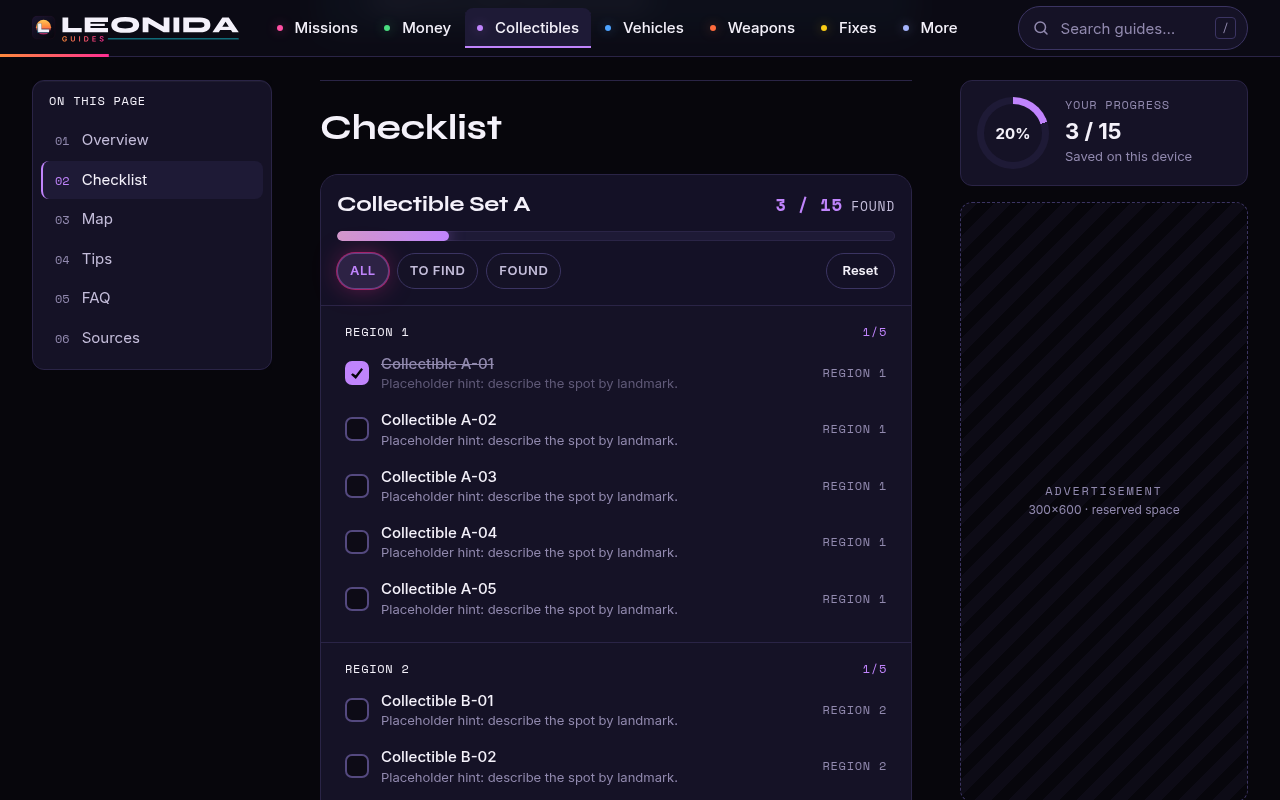 LEONIDA
GUIDES
Missions
Money
Collectibles
Vehicles
Weapons
Fixes
More
Search guides...
/
ON THIS PAGE
01 Overview
02 Checklist
03 Map
04 Tips
05 FAQ
06 Sources
Checklist
Collectible Set A
3 / 15 FOUND
ALL
TO FIND
FOUND
Reset
REGION 1
1/5
Collectible A-01
Placeholder hint: describe the spot by landmark.
REGION 1
Collectible A-02
Placeholder hint: describe the spot by landmark.
REGION 1
Collectible A-03
Placeholder hint: describe the spot by landmark.
REGION 1
Collectible A-04
Placeholder hint: describe the spot by landmark.
REGION 1
Collectible A-05
Placeholder hint: describe the spot by landmark.
REGION 1
REGION 2
1/5
Collectible B-01
Placeholder hint: describe the spot by landmark.
REGION 2
Collectible B-02
Placeholder hint: describe the spot by landmark.
REGION 2
20%
YOUR PROGRESS
3 / 15
Saved on this device
ADVERTISEMENT
300×600 · reserved space